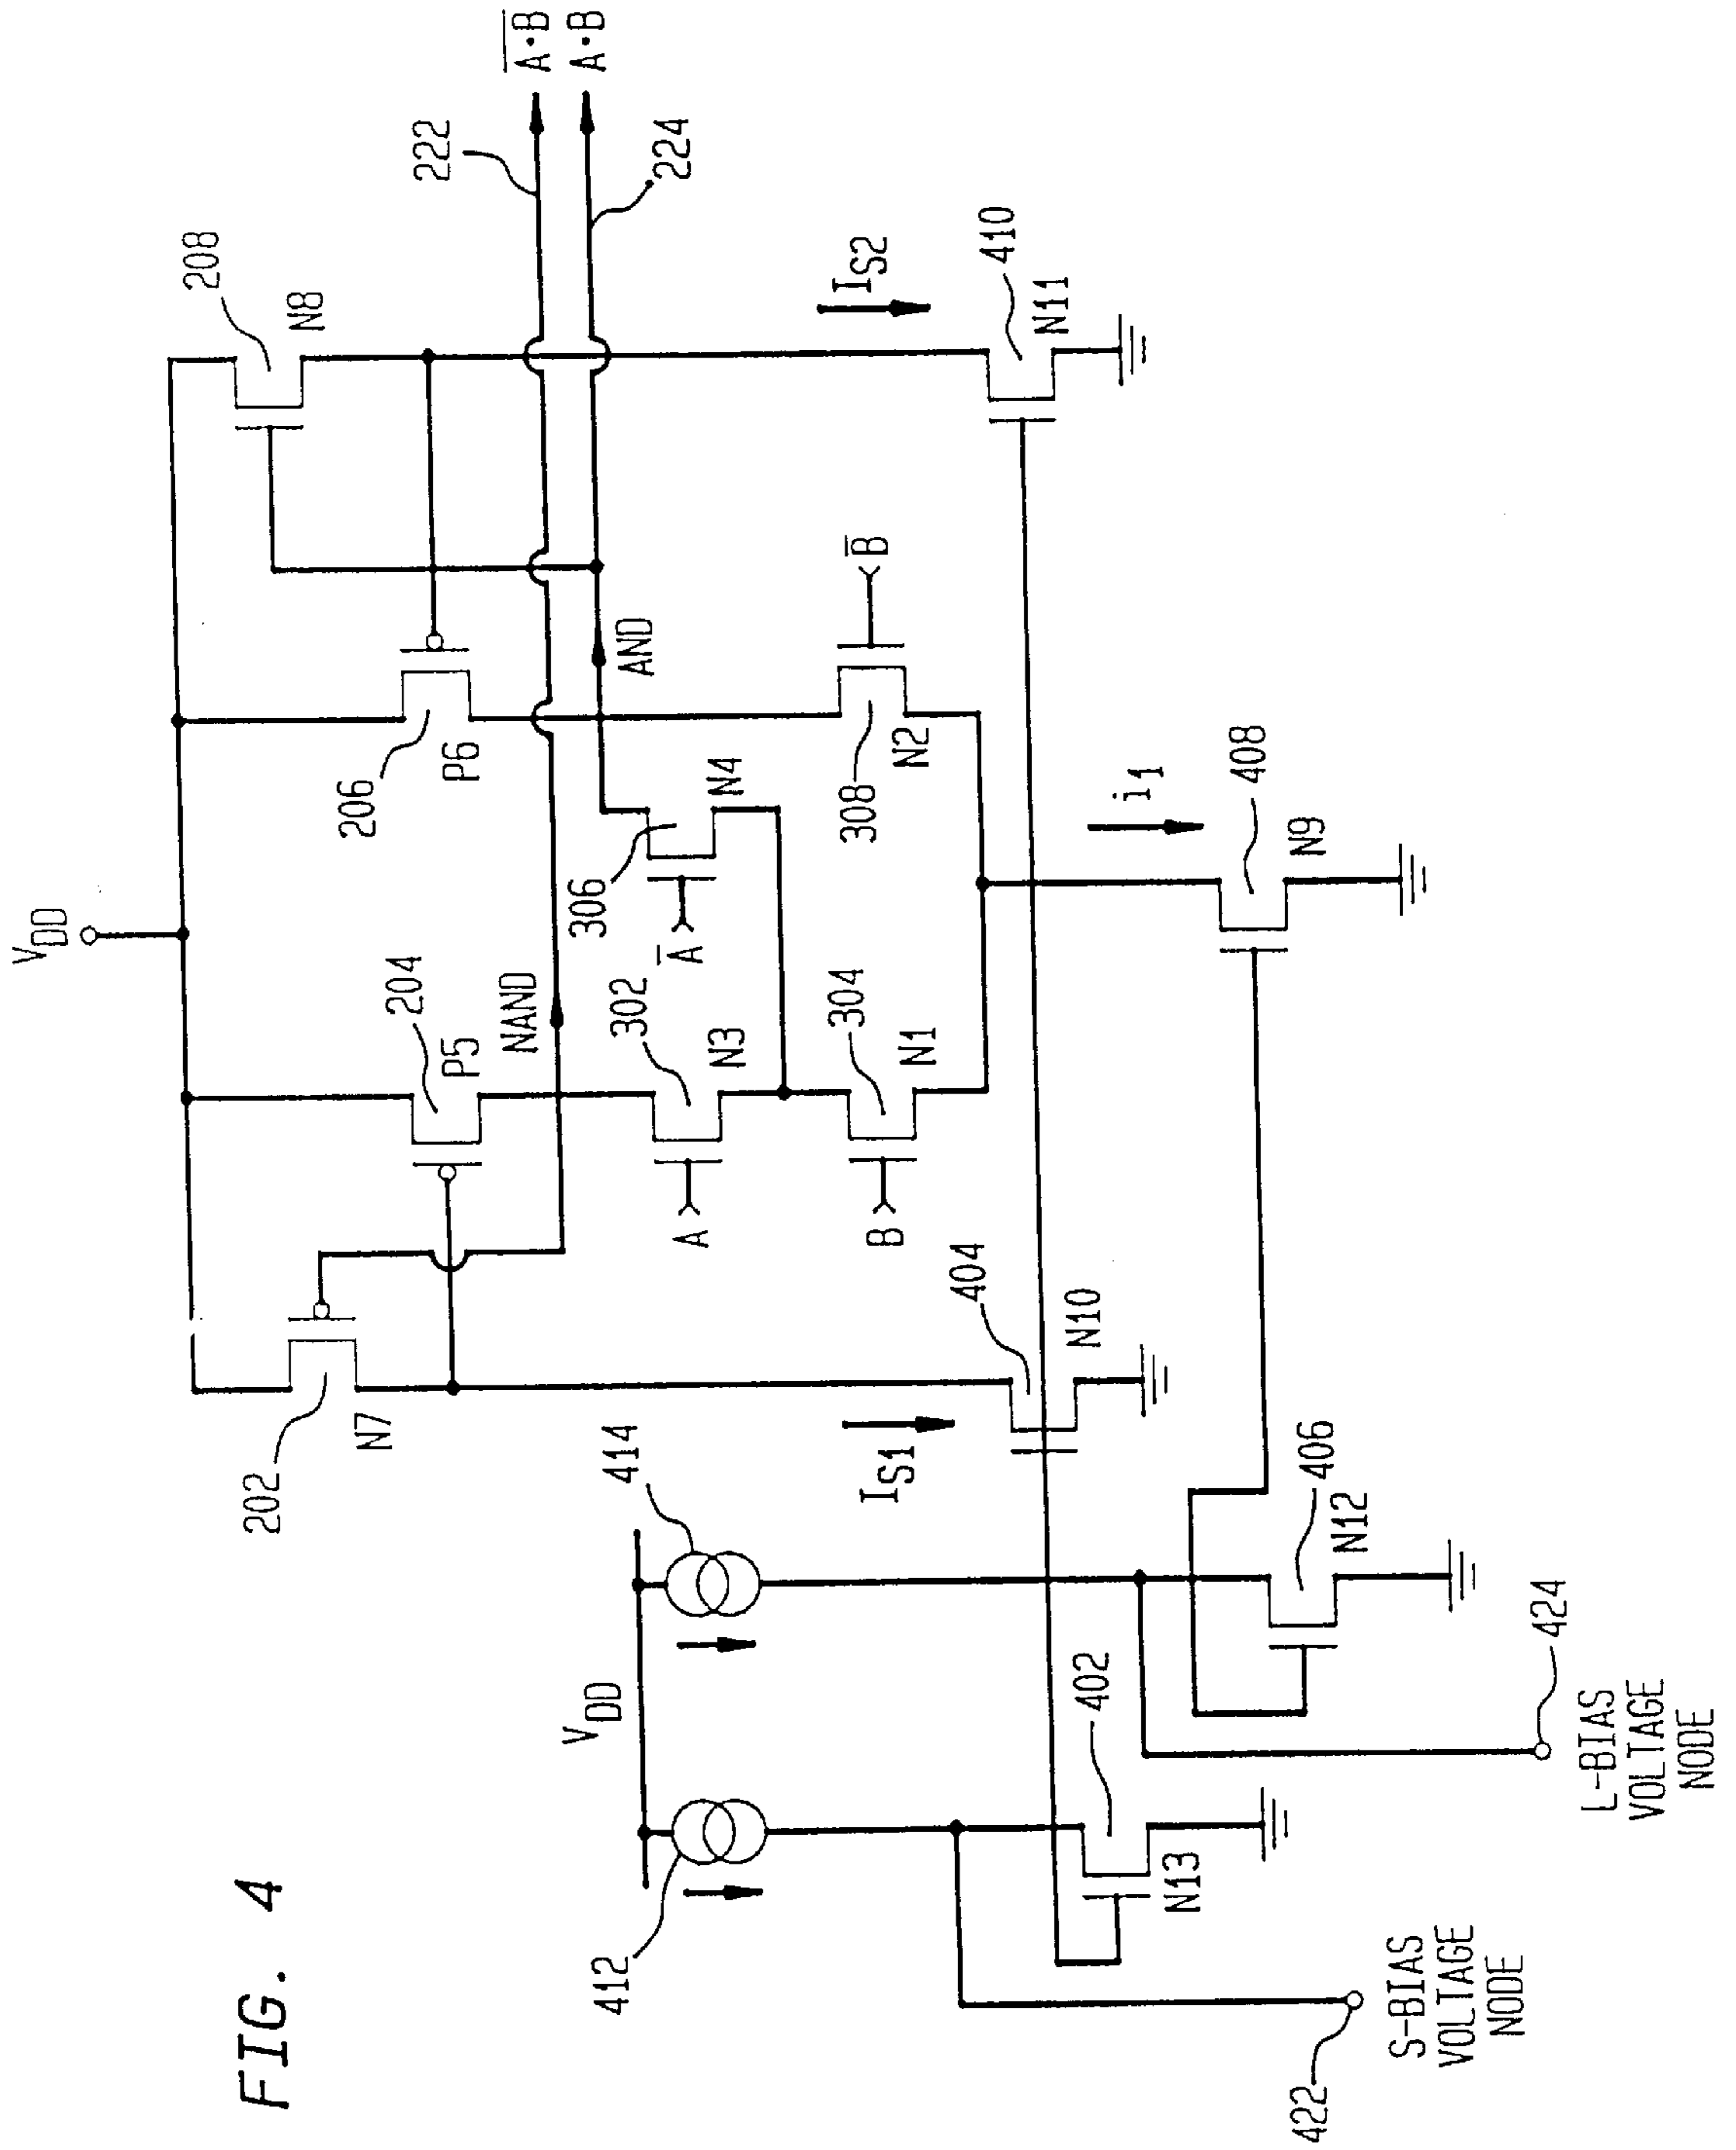 FIG. 4
V_DD
202
N7
204
P5
206
P6
208
N8
NAND
AND
222
224
A̅·̅B̅
A·B
302
N3
A
304
N1
B
306
N4
A̅
308
N2
B̅
V_DD
412
414
I_S1
404
N10
I_S2
410
N11
i_1
408
N9
402
N13
406
N12
422
S-BIAS
VOLTAGE
NODE
424
L-BIAS
VOLTAGE
NODE